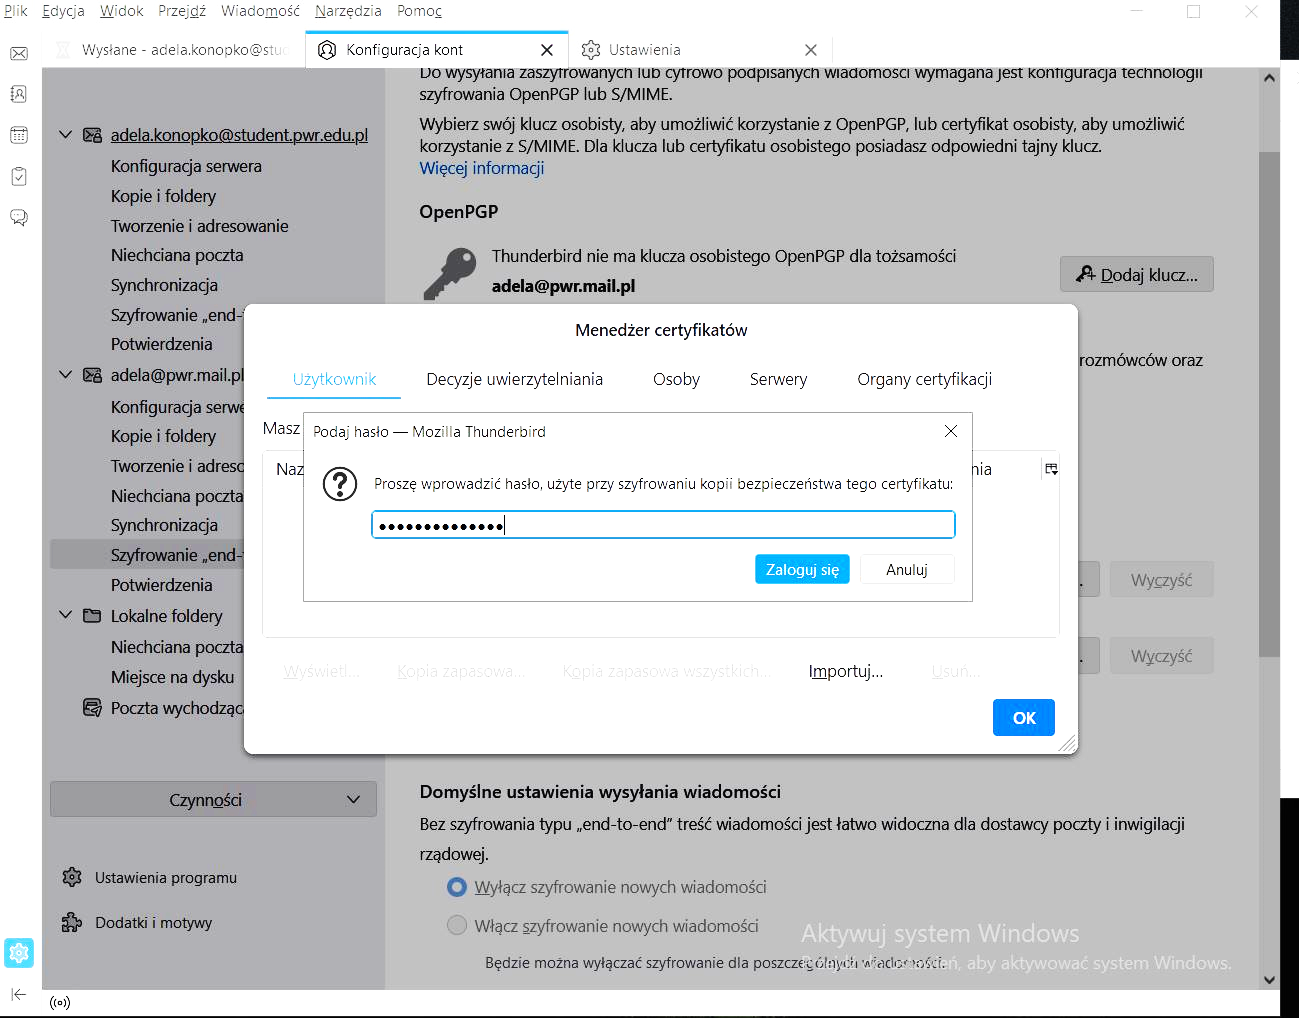 Plik Edycja Widok Przejdź Wiadomość Narzędzia Pomoc
Wysłane - adela.konopko@stu
Konfiguracja kont
Ustawienia
adela.konopko@student.pwr.edu.pl
Konfiguracja serwera
Kopie i foldery
Tworzenie i adresowanie
Niechciana poczta
Synchronizacja
Szyfrowanie „end-
Potwierdzenia
adela@pwr.mail.pl
Konfiguracja serwe
Kopie i foldery
Tworzenie i adreso
Niechciana poczta
Synchronizacja
Szyfrowanie „end-
Potwierdzenia
Lokalne foldery
Niechciana poczta
Miejsce na dysku
Poczta wychodząca
Czynności
Ustawienia programu
Dodatki i motywy
Do wysyłania zaszyfrowanych lub cyfrowo podpisanych wiadomości wymagana jest konfiguracja technologii
szyfrowania OpenPGP lub S/MIME.
Wybierz swój klucz osobisty, aby umożliwić korzystanie z OpenPGP, lub certyfikat osobisty, aby umożliwić
korzystanie z S/MIME. Dla klucza lub certyfikatu osobistego posiadasz odpowiedni tajny klucz.
Więcej informacji
OpenPGP
Thunderbird nie ma klucza osobistego OpenPGP dla tożsamości
adela@pwr.mail.pl
Dodaj klucz...
rozmówców oraz
Menedżer certyfikatów
Użytkownik Decyzje uwierzytelniania Osoby Serwery Organy certyfikacji
Masz
Naz
nia
Podaj hasło — Mozilla Thunderbird
Proszę wprowadzić hasło, użyte przy szyfrowaniu kopii bezpieczeństwa tego certyfikatu:
••••••••••••••
Zaloguj się Anuluj
Wyświetl... Kopia zapasowa... Kopia zapasowa wszystkich... Importuj... Usuń...
OK
. Wyczyść
. Wyczyść
Domyślne ustawienia wysyłania wiadomości
Bez szyfrowania typu „end-to-end” treść wiadomości jest łatwo widoczna dla dostawcy poczty i inwigilacji
rządowej.
Wyłącz szyfrowanie nowych wiadomości
Włącz szyfrowanie nowych wiadomości
Będzie można wyłączać szyfrowanie dla poszczególnych wiadomości.
Aktywuj system Windows
Przejdź do ustawień, aby aktywować system Windows.